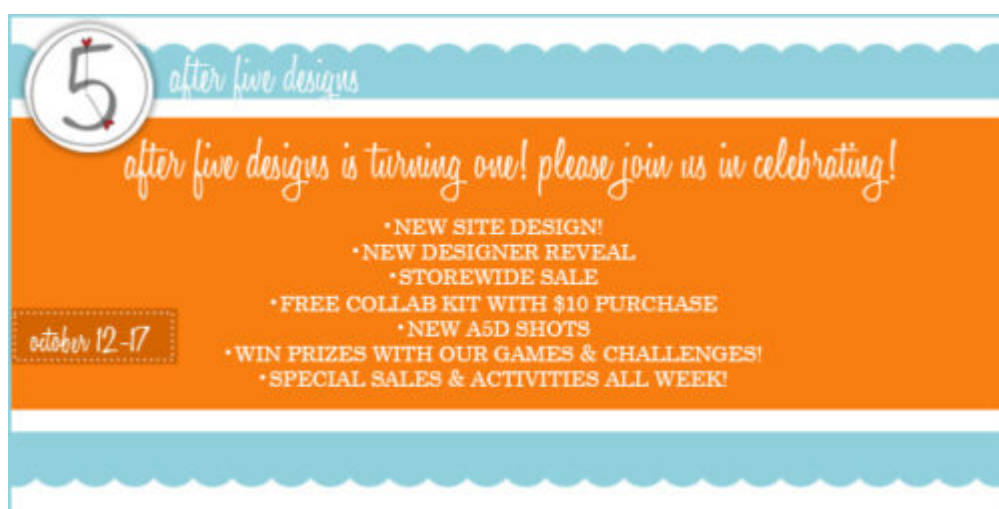 5
after five designs
after five designs is turning one! please join us in celebrating!
•NEW SITE DESIGN!
•NEW DESIGNER REVEAL
•STOREWIDE SALE
•FREE COLLAB KIT WITH $10 PURCHASE
•NEW A5D SHOTS
october 12-17
•WIN PRIZES WITH OUR GAMES & CHALLENGES!
•SPECIAL SALES & ACTIVITIES ALL WEEK!